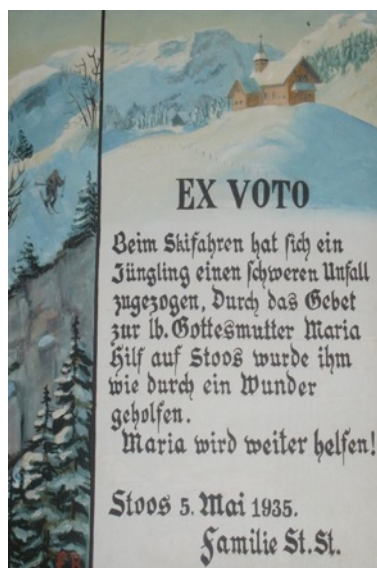 EX VOTO
Beim Skifahren hat sich ein
Jüngling einen schweren Unfall
zugezogen, Durch das Gebet
zur lb. Gottesmutter Maria
Hilf auf Stoos wurde ihm
wie durch ein Wunder
geholfen.
Maria wird weiter helfen!
Stoos 5. Mai 1935.
Familie St. St.